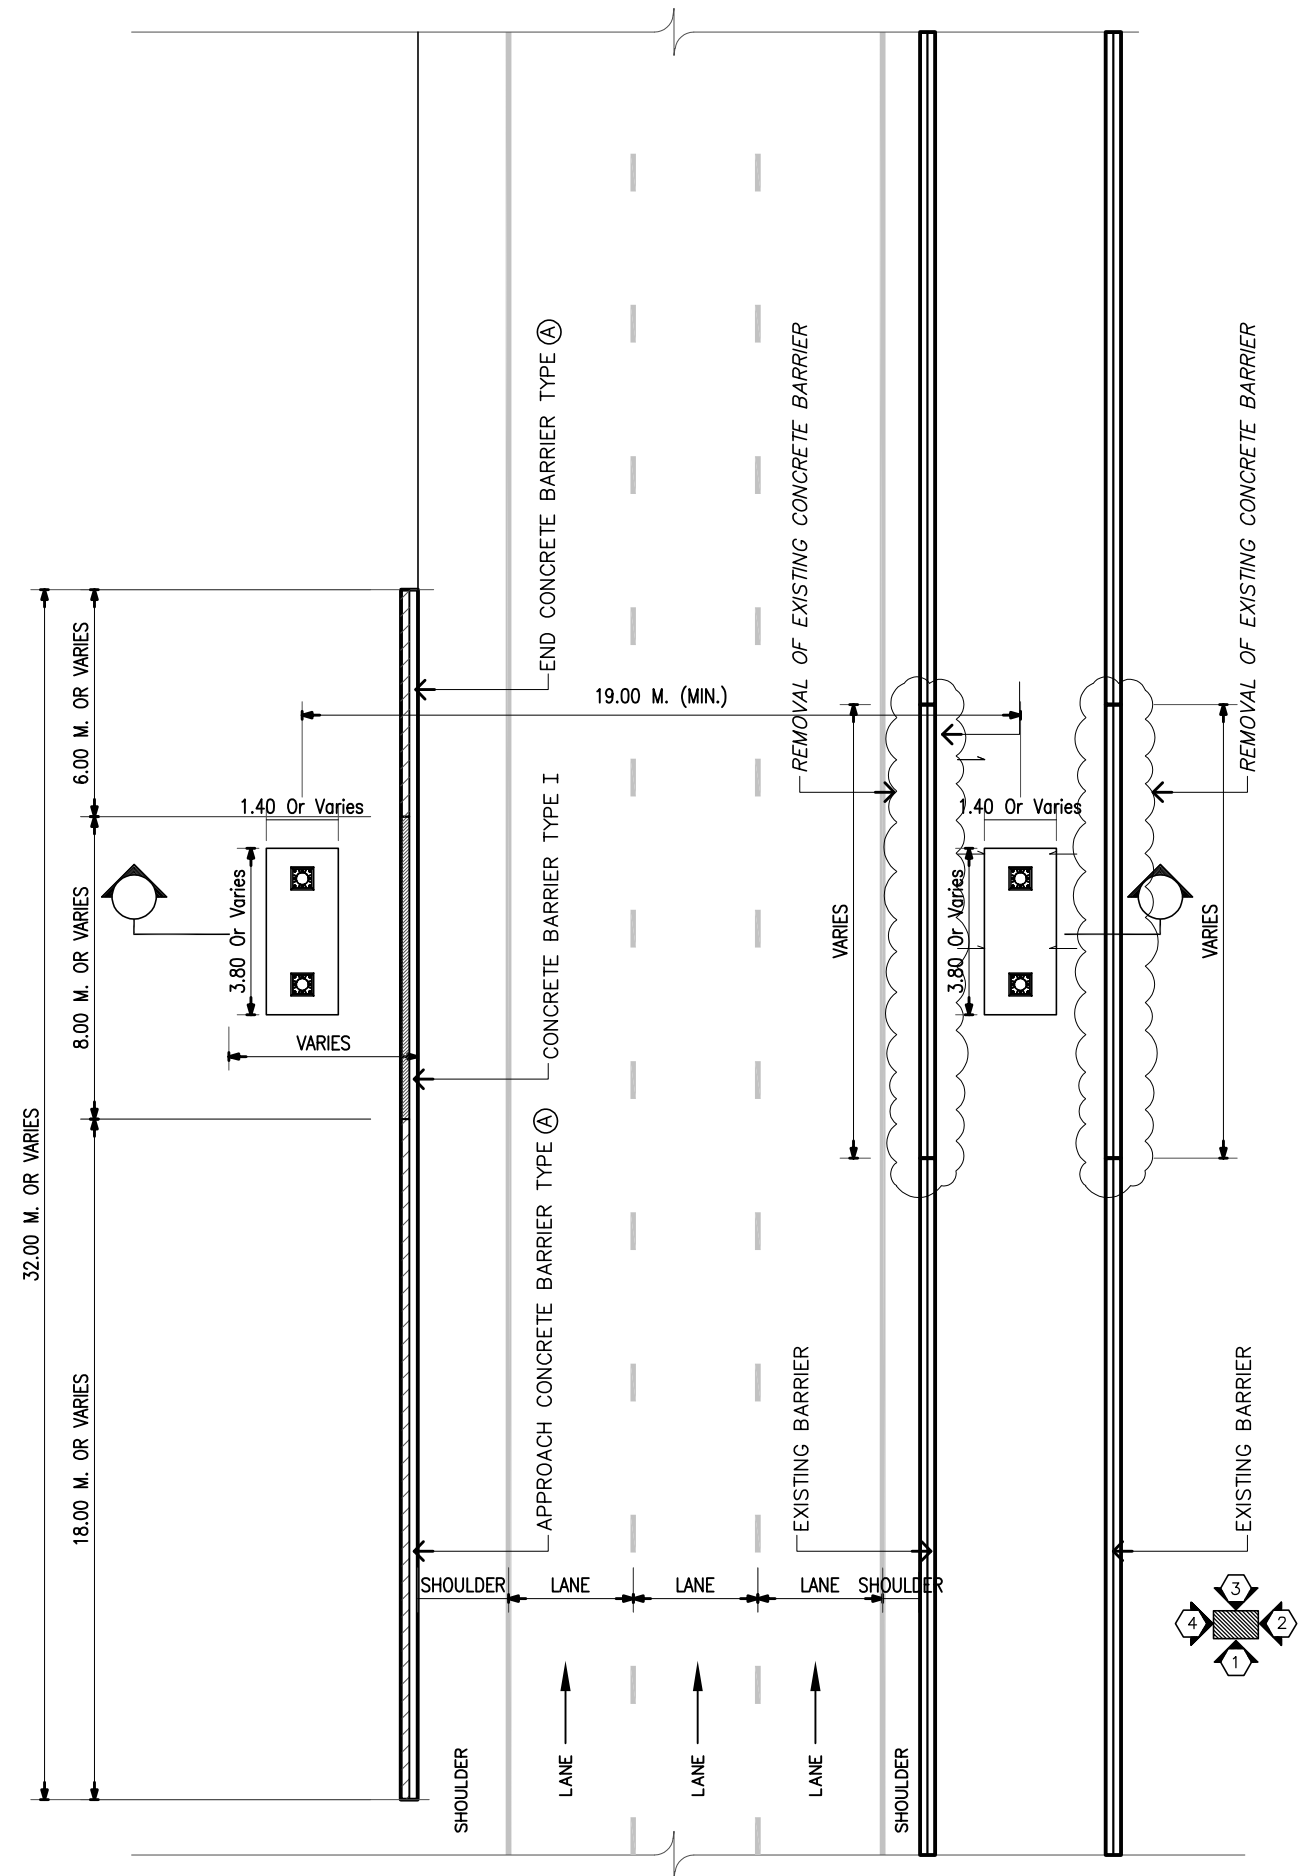 END CONCRETE BARRIER TYPE A
REMOVAL OF EXISTING CONCRETE BARRIER
REMOVAL OF EXISTING CONCRETE BARRIER
6.00 M. OR VARIES
19.00 M. (MIN.)
1.40 Or Varies
1.40 Or Varies
CONCRETE BARRIER TYPE I
8.00 M. OR VARIES
3.80 Or Varies
VARIES
3.80 Or Varies
VARIES
VARIES
32.00 M. OR VARIES
APPROACH CONCRETE BARRIER TYPE A
18.00 M. OR VARIES
EXISTING BARRIER
EXISTING BARRIER
SHOULDER
LANE
LANE
LANE
SHOULDER
3
4
2
1
SHOULDER
LANE
LANE
LANE
SHOULDER